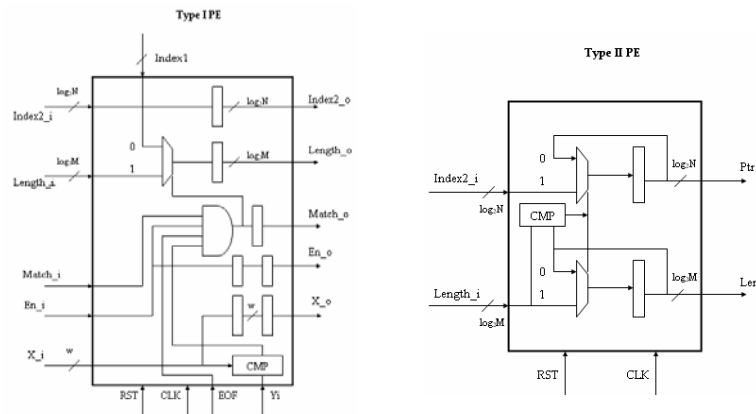 Type I PE
Index1
log₂N
Index2_i
log₂N
Index2_o
0
1
log₂M
Length_i
log₂M
Length_o
Match_o
Match_i
En_o
En_i
w
X_o
X_i
w
CMP
RST
CLK
EOF
Yi
Type II PE
0
1
Index2_i
log₂N
log₂N
Ptr
CMP
0
1
Length_i
log₂M
log₂M
Len
RST
CLK